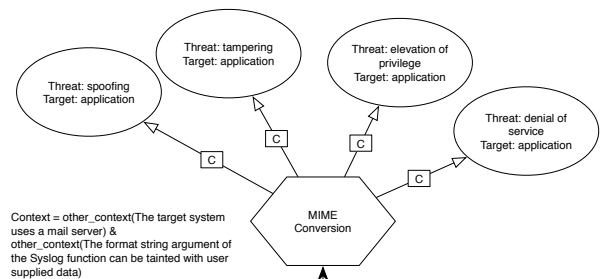 Threat: tampering
Target: application
Threat: elevation of
privilege
Target: application
Threat: spoofing
Target: application
Threat: denial of
service
Target: application
C
C
C
C
MIME
Conversion
Context = other_context(The target system
uses a mail server) &
other_context(The format string argument of
the Syslog function can be tainted with user
supplied data)